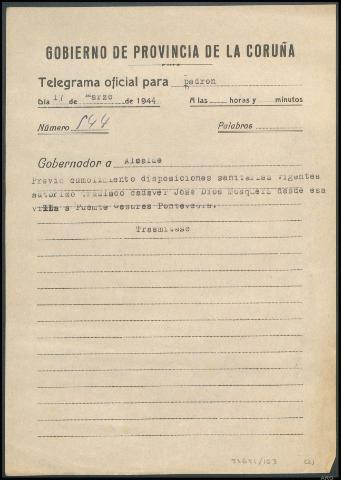 GOBIERNO DE PROVINCIA DE LA CORUÑA
Telegrama oficial para padron
Día 17 de Marzo de 1944 A las horas y minutos
Número 544 Palabras
Gobernador a Alcalde
Previo cumplimiento disposiciones sanitarias vigentes
autorizo traslado cadaver Jose Dios Mosquera desde esa
villa a Puente Cesures Pontevedra.
Trasmitase
(2)